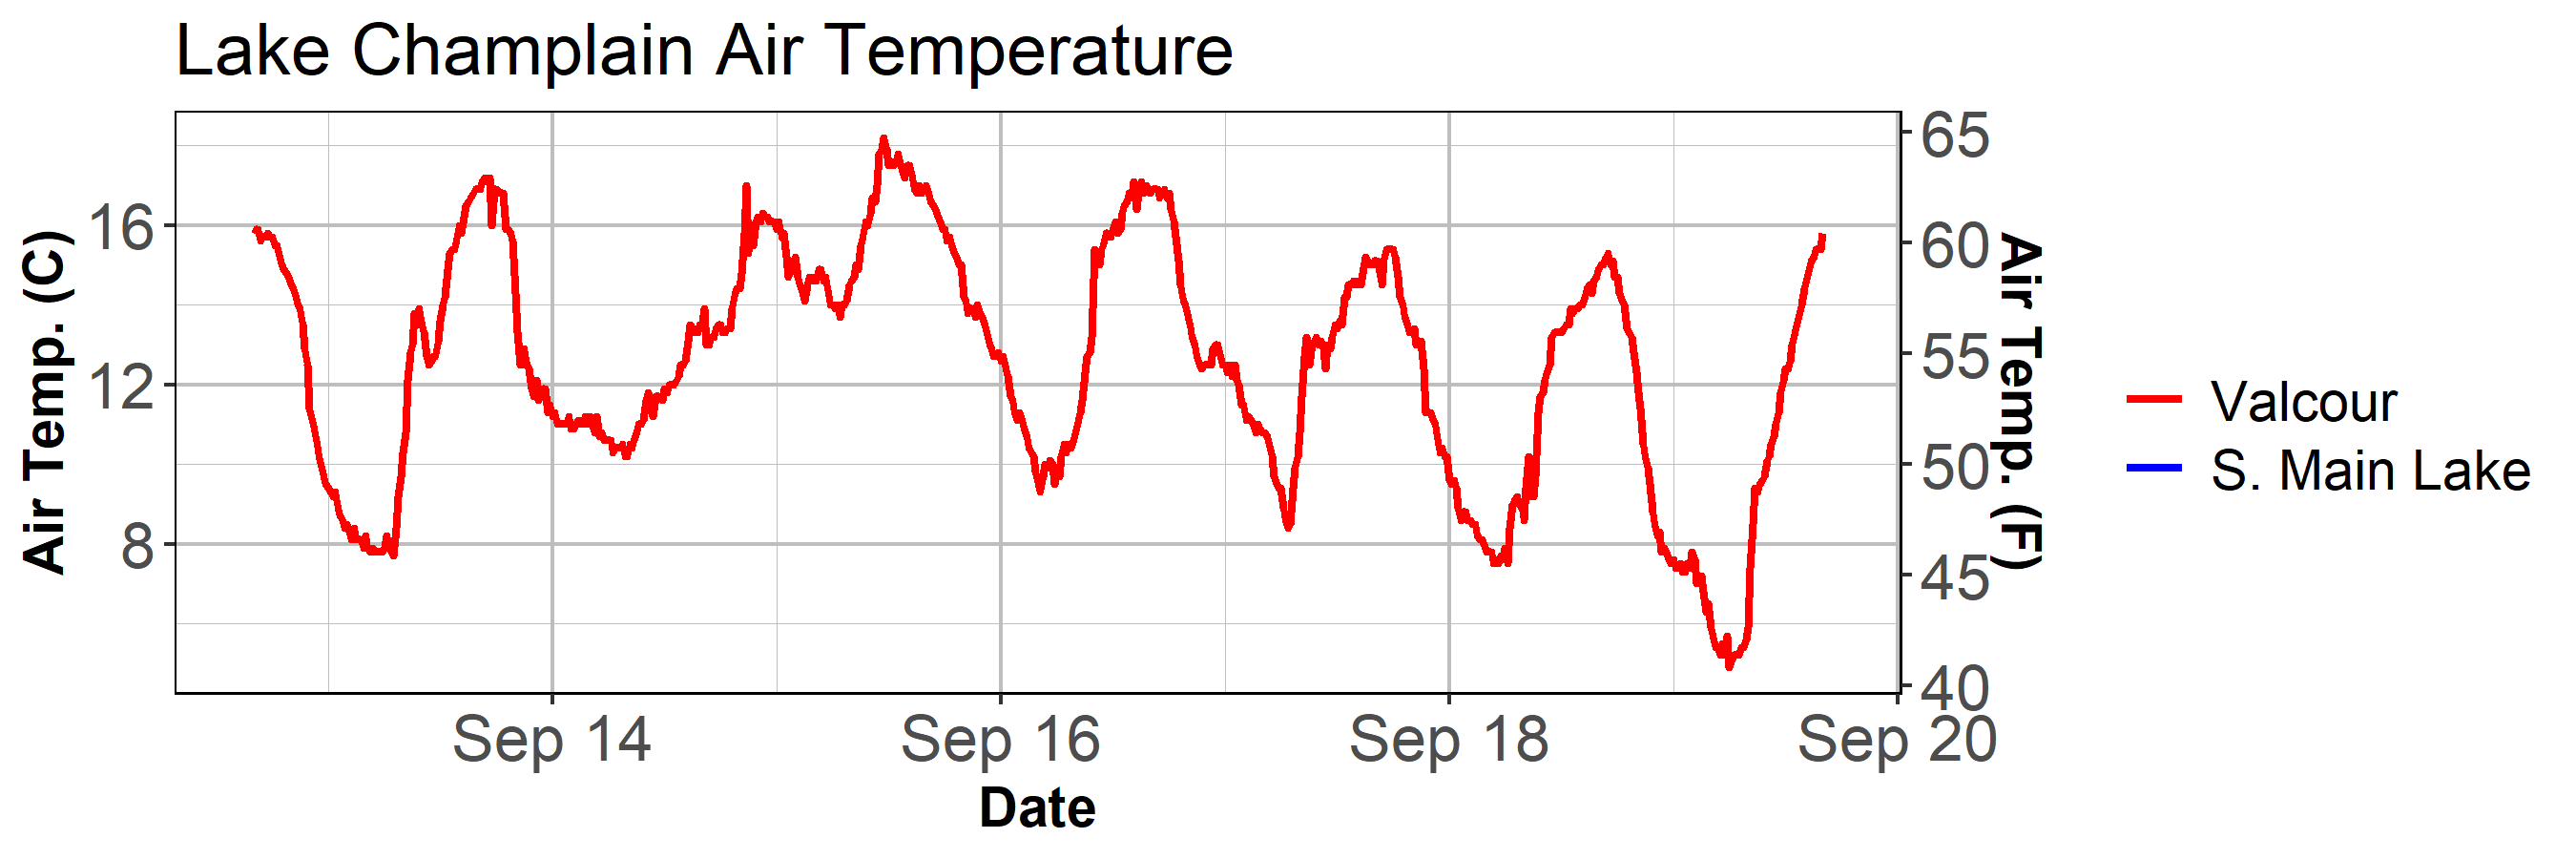 Lake Champlain Air Temperature
Air Temp. (C)
16
12
8
65
60
55
50
45
40
Air Temp. (F)
Sep 14
Sep 16
Sep 18
Sep 20
Date
Valcour
S. Main Lake